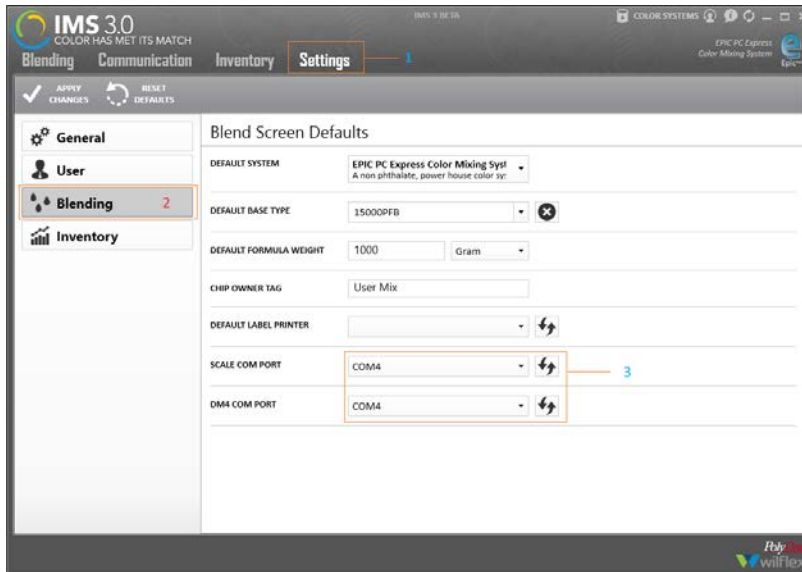 IMS 3.0
COLOR HAS MET ITS MATCH
IMS 3 BETA
COLOR SYSTEMS
EPIC PC Express
Color Mixing System
Epic
Blending
Communication
Inventory
Settings
1
APPLY
CHANGES
RESET
DEFAULTS
General
User
Blending
2
Inventory
Blend Screen Defaults
DEFAULT SYSTEM
EPIC PC Express Color Mixing Syst
A non phthalate, power house color sy:
DEFAULT BASE TYPE
15000PFB
DEFAULT FORMULA WEIGHT
1000
Gram
CHIP OWNER TAG
User Mix
DEFAULT LABEL PRINTER
SCALE COM PORT
COM4
3
DM4 COM PORT
COM4
wilflex